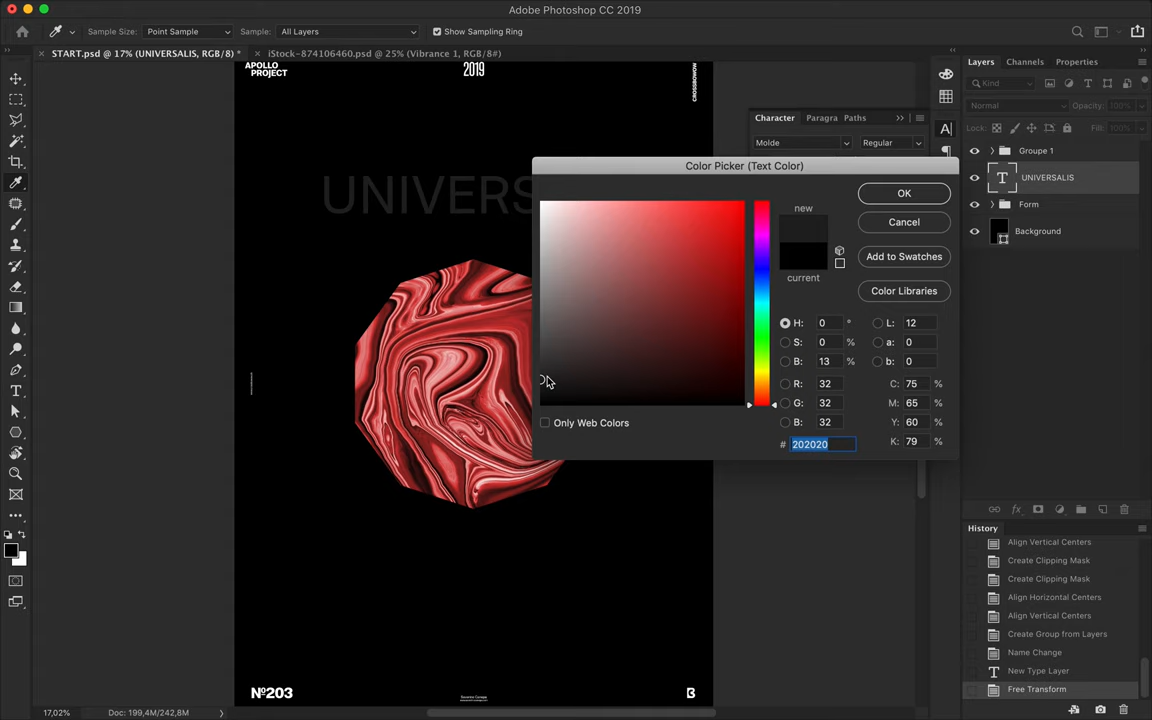 Adobe Photoshop CC 2019
Sample Size: Point Sample Sample: All Layers Show Sampling Ring
START.psd @ 17% (UNIVERSALIS, RGB/8) * iStock-874106460.psd @ 25% (Vibrance 1, RGB/8#)
APOLLO
PROJECT
2019
CROSSBOWOW
UNIVERS
Nº203
B
Character Paragra Paths
Molde Regular
Color Picker (Text Color)
new
current
OK
Cancel
Add to Swatches
Color Libraries
H: 0 ° L: 12
S: 0 % a: 0
B: 13 % b: 0
R: 32 C: 75 %
G: 32 M: 65 %
B: 32 Y: 60 %
# 202020 K: 79 %
Only Web Colors
Layers Channels Properties
Kind
Normal Opacity: 100%
Lock: Fill: 100%
Groupe 1
T UNIVERSALIS
Form
Background
fx
History
Align Vertical Centers
Create Clipping Mask
Create Clipping Mask
Align Horizontal Centers
Align Vertical Centers
Create Group from Layers
Name Change
New Type Layer
Free Transform
17,02% Doc: 199,4M/242,8M